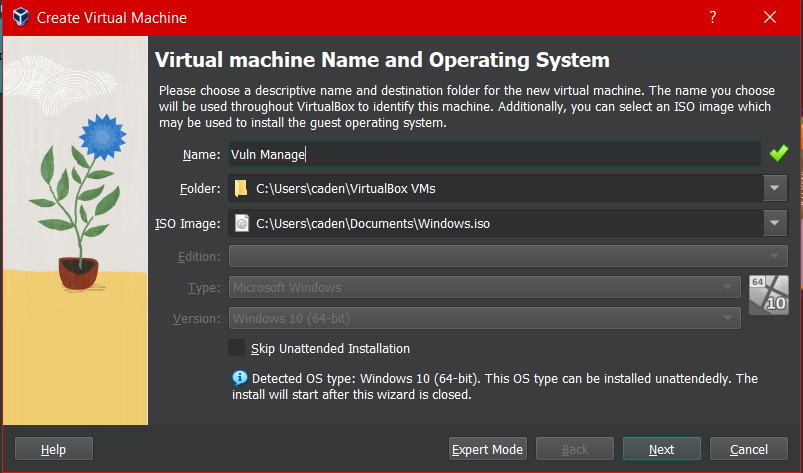 Create Virtual Machine
?
Virtual machine Name and Operating System
Please choose a descriptive name and destination folder for the new virtual machine. The name you choose
will be used throughout VirtualBox to identify this machine. Additionally, you can select an ISO image which
may be used to install the guest operating system.
Name: Vuln Manage
Folder: C:\Users\caden\VirtualBox VMs
ISO Image: C:\Users\caden\Documents\Windows.iso
Edition:
Type: Microsoft Windows
64
Version: Windows 10 (64-bit)
10
Skip Unattended Installation
Detected OS type: Windows 10 (64-bit). This OS type can be installed unattendedly. The
install will start after this wizard is closed.
Help Expert Mode Back Next Cancel